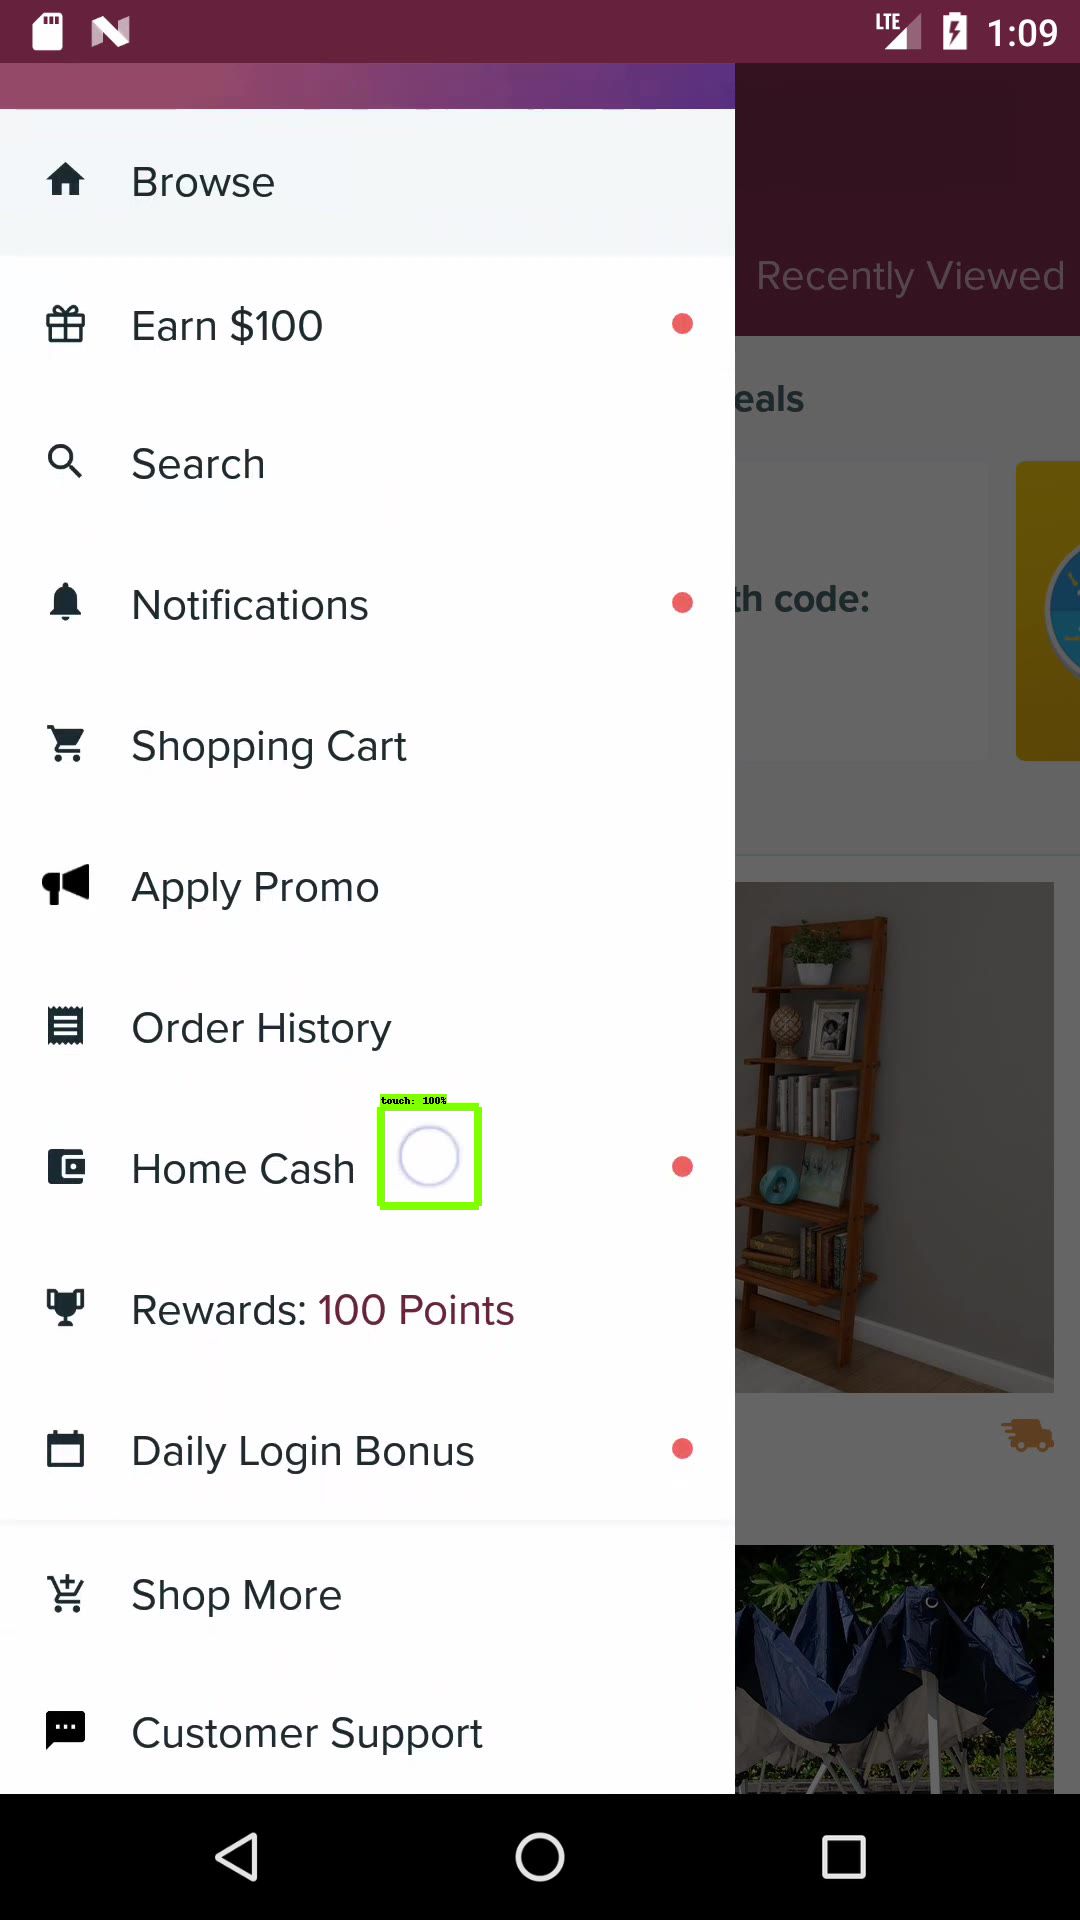 LTE 1:09
Browse
Recently Viewed
Earn $100
eals
Search
Notifications
th code:
Shopping Cart
Apply Promo
Order History
touch: 100%
Home Cash
Rewards: 100 Points
Daily Login Bonus
Shop More
Customer Support